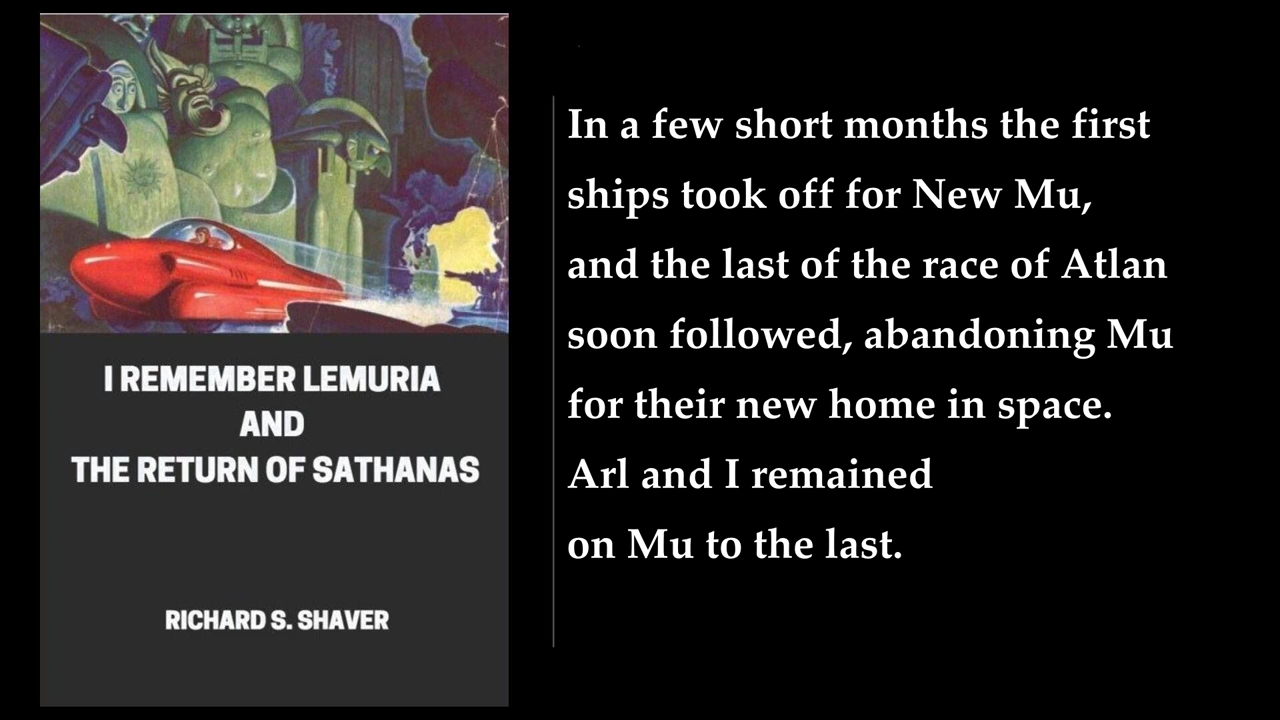 I REMEMBER LEMURIA
AND
THE RETURN OF SATHANAS
RICHARD S. SHAVER
In a few short months the first
ships took off for New Mu,
and the last of the race of Atlan
soon followed, abandoning Mu
for their new home in space.
Arl and I remained
on Mu to the last.